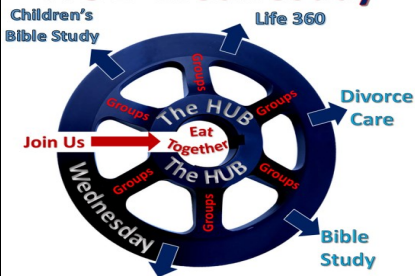 Children's
Bible Study
Life 360
Groups
Groups
Groups
The HUB
Divorce
Care
Join Us
Eat
Together
The HUB
Groups
Groups
Groups
Wednesday
Bible
Study